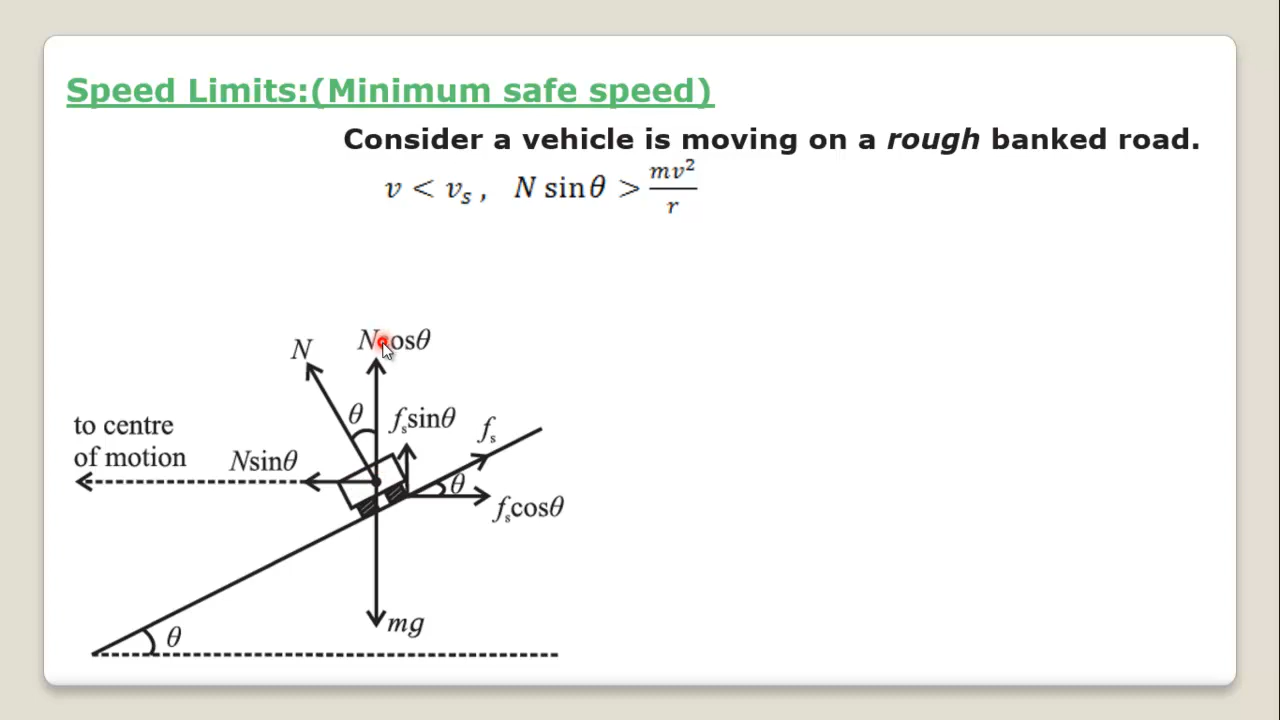 Speed Limits:(Minimum safe speed)
Consider a vehicle is moving on a rough banked road.
v < vₛ , N sinθ > mv²/r
N
Ncosθ
θ
fₛsinθ
fₛ
to centre
of motion
Nsinθ
θ
fₛcosθ
mg
θ